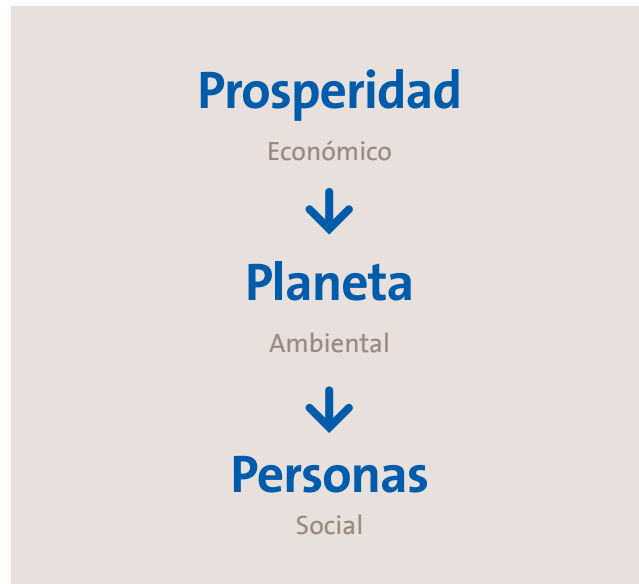 Prosperidad
Económico
Planeta
Ambiental
Personas
Social